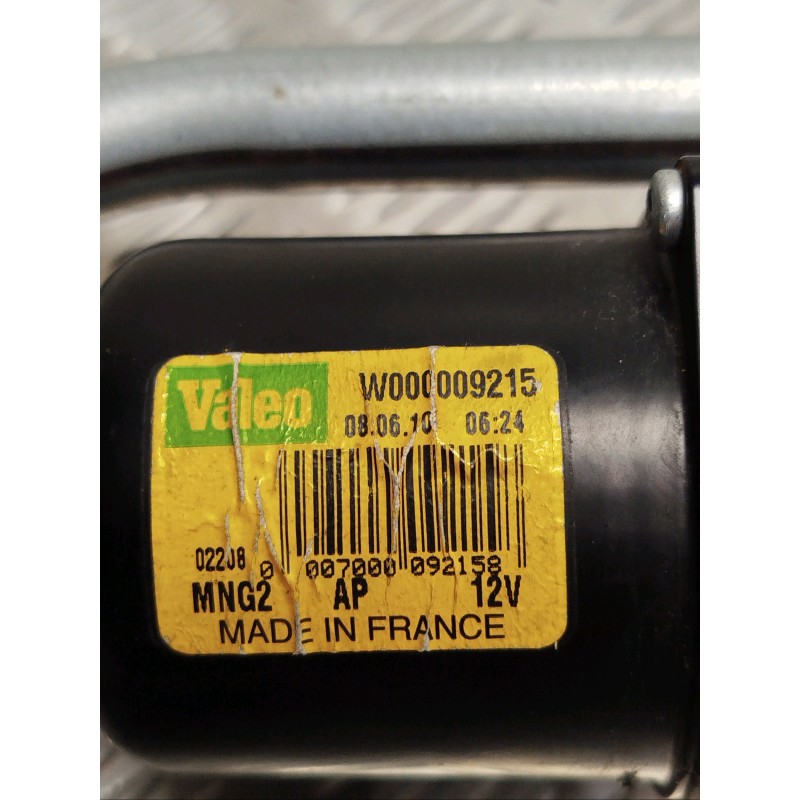 Valeo W000009215
08.06.10 06:24
02208
0 007000 092158
MNG2 AP 12V
MADE IN FRANCE